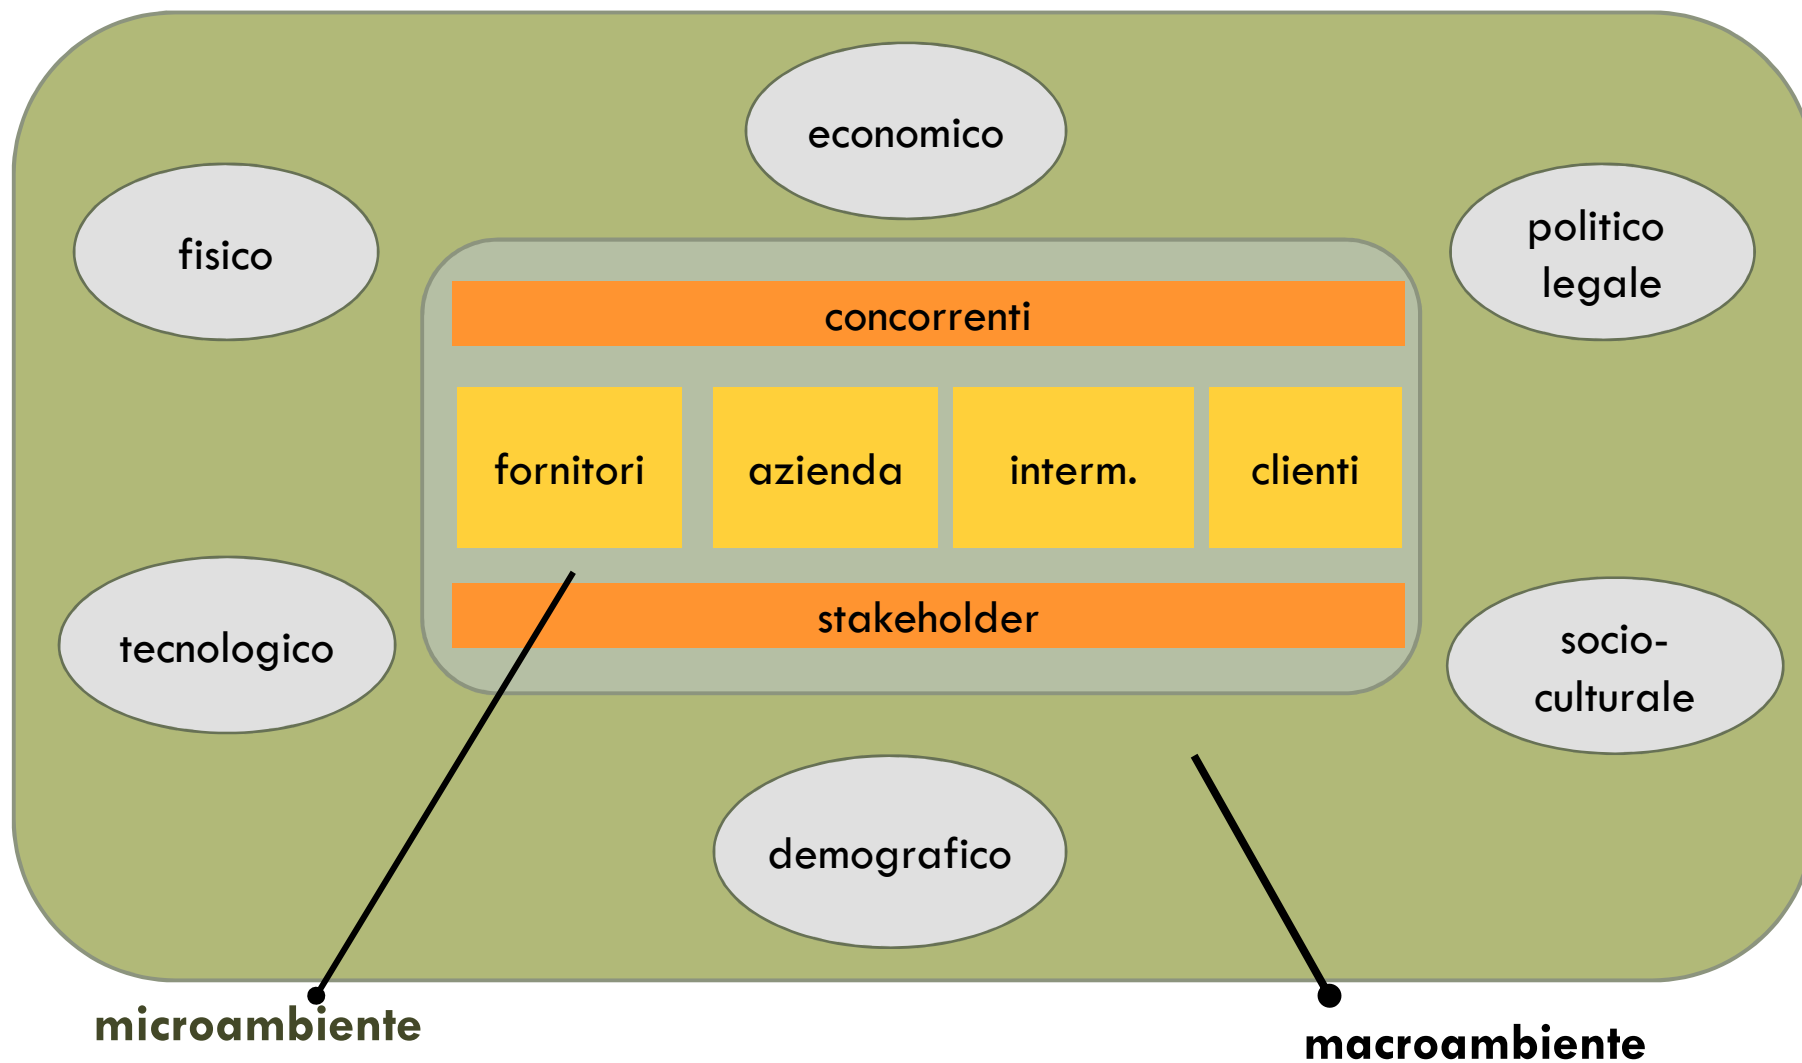 economico
fisico
politico
legale
concorrenti
fornitori
azienda
interm.
clienti
stakeholder
tecnologico
socio-
culturale
demografico
microambiente
macroambiente